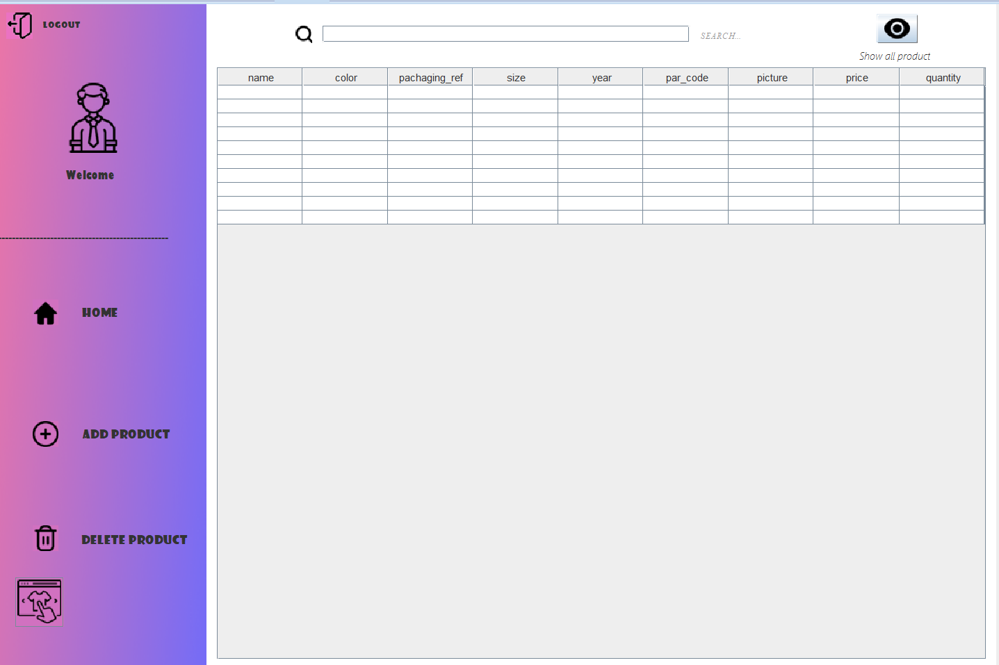 LOGOUT
SEARCH...
Show all product
name color pachaging_ref size year par_code picture price quantity
Welcome
HOME
ADD PRODUCT
DELETE PRODUCT